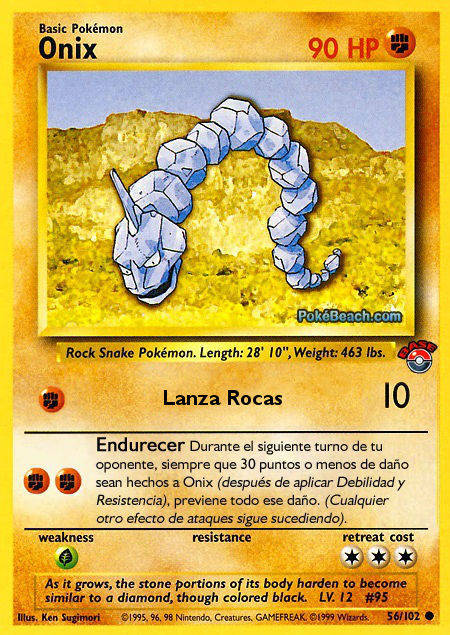 Basic Pokémon
Onix
90 HP
PokéBeach.com
Rock Snake Pokémon. Length: 28' 10", Weight: 463 lbs.
BASE
Lanza Rocas 10
Endurecer Durante el siguiente turno de tu
oponente, siempre que 30 puntos o menos de daño
sean hechos a Onix (después de aplicar Debilidad y
Resistencia), previene todo ese daño. (Cualquier
otro efecto de ataques sigue sucediendo).
weakness resistance retreat cost
As it grows, the stone portions of its body harden to become
similar to a diamond, though colored black. LV. 12 #95
Illus. Ken Sugimori ©1995, 96, 98 Nintendo, Creatures, GAMEFREAK. ©1999 Wizards. 56/102